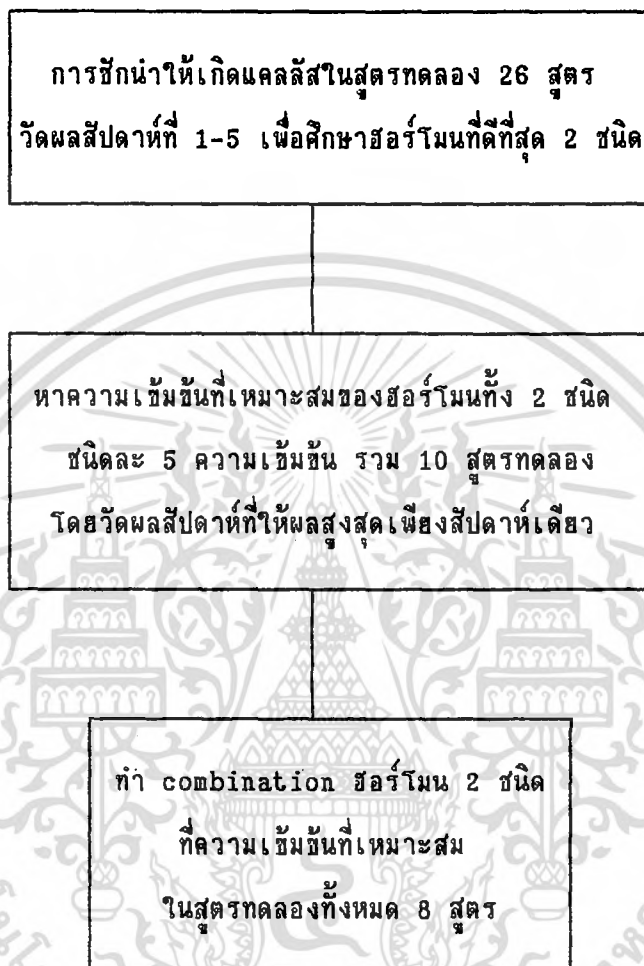 การชักนำให้เกิดแคลลัสในสูตรทดลอง 26 สูตร
วัดผลสัปดาห์ที่ 1-5 เพื่อศึกษาฮอร์โมนที่ดีที่สุด 2 ชนิด
หาความเข้มข้นที่เหมาะสมของฮอร์โมนทั้ง 2 ชนิด
ชนิดละ 5 ความเข้มข้น รวม 10 สูตรทดลอง
โดยวัดผลสัปดาห์ที่ให้ผลสูงสุดเพียงสัปดาห์เดียว
ทำ combination ฮอร์โมน 2 ชนิด
ที่ความเข้มข้นที่เหมาะสม
ในสูตรทดลองทั้งหมด 8 สูตร